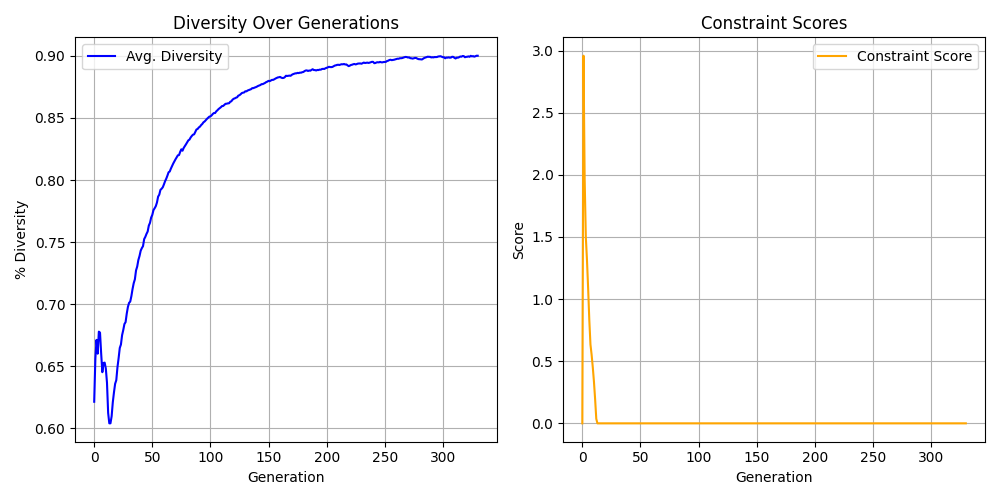 Diversity Over Generations
Avg. Diversity
% Diversity
0.90
0.85
0.80
0.75
0.70
0.65
0.60
0 50 100 150 200 250 300
Generation
Constraint Scores
Constraint Score
Score
3.0
2.5
2.0
1.5
1.0
0.5
0.0
0 50 100 150 200 250 300
Generation